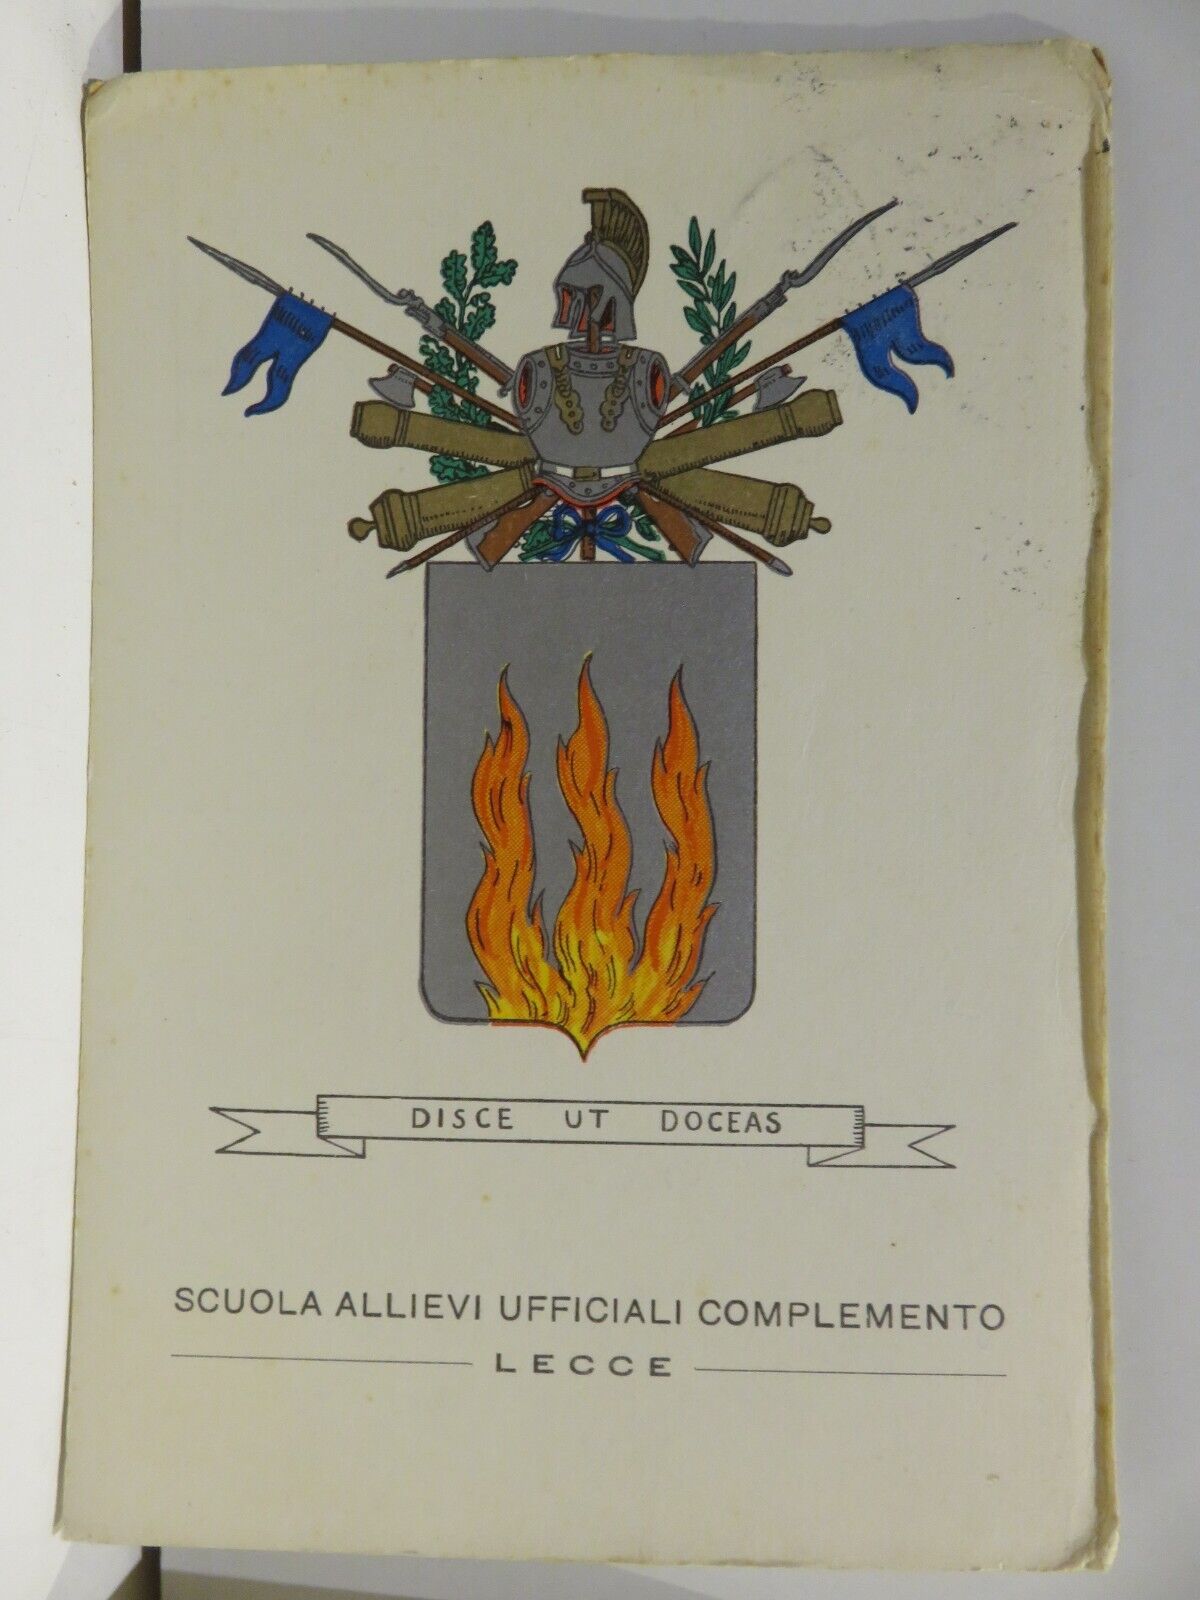 DISCE UT DOCEAS
SCUOLA ALLIEVI UFFICIALI COMPLEMENTO
LECCE